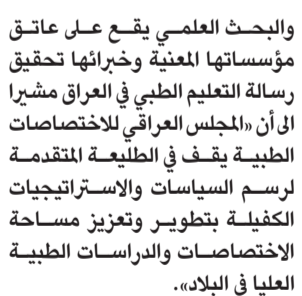 والبحث العلمي يقع على عاتق
مؤسساتها المعنية وخبرائها تحقيق
رسالة التعليم الطبي في العراق مشيرا
الى أن «المجلس العراقي للاختصاصات
الطبية يقف في الطليعة المتقدمة
لرسم السياسات والاستراتيجيات
الكفيلة بتطوير وتعزيز مساحة
الاختصاصات والدراسات الطبية
العليا في البلاد».